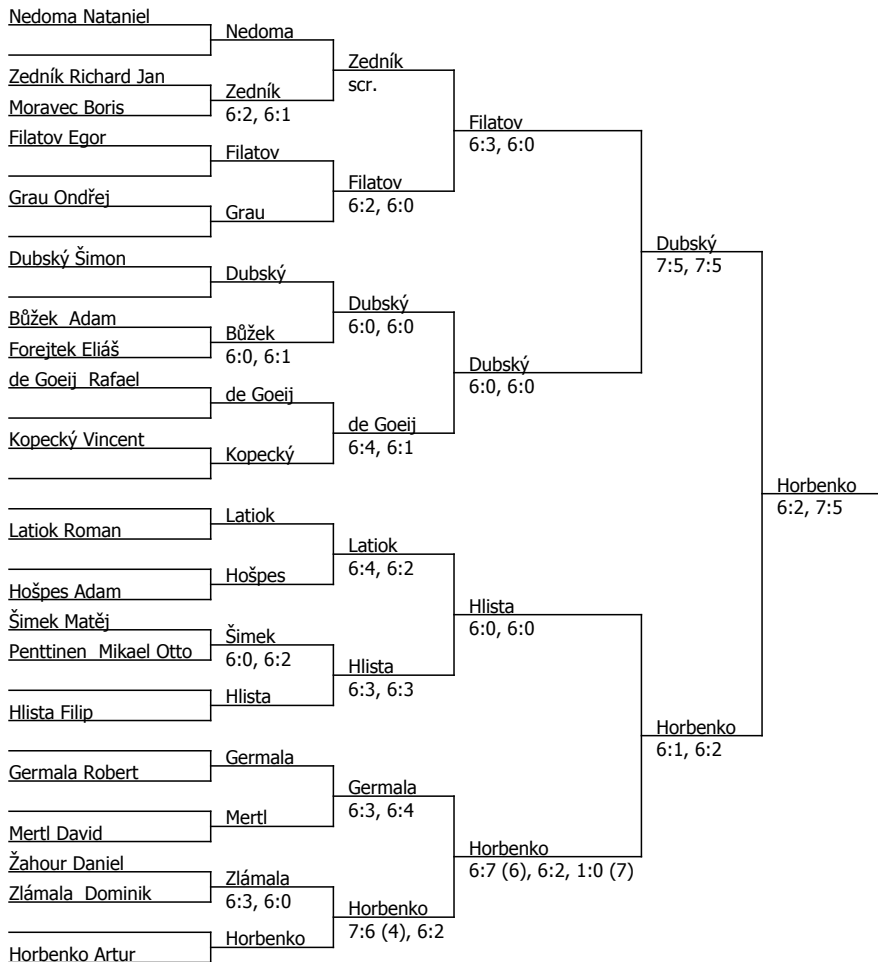 Nedoma Nataniel
Nedoma
Zedník
scr.
Zedník Richard Jan
Zedník
6:2, 6:1
Moravec Boris
Filatov
6:3, 6:0
Filatov Egor
Filatov
Filatov
6:2, 6:0
Grau Ondřej
Grau
Dubský
7:5, 7:5
Dubský Šimon
Dubský
Dubský
6:0, 6:0
Bůžek  Adam
Bůžek
6:0, 6:1
Forejtek Eliáš
Dubský
6:0, 6:0
de Goeij  Rafael
de Goeij
de Goeij
6:4, 6:1
Kopecký Vincent
Kopecký
Horbenko
6:2, 7:5
Latiok
Latiok Roman
Latiok
6:4, 6:2
Hošpes
Hošpes Adam
Hlista
6:0, 6:0
Šimek Matěj
Šimek
6:0, 6:2
Penttinen  Mikael Otto
Hlista
6:3, 6:3
Hlista
Hlista Filip
Horbenko
6:1, 6:2
Germala
Germala Robert
Germala
6:3, 6:4
Mertl
Mertl David
Horbenko
6:7 (6), 6:2, 1:0 (7)
Žahour Daniel
Zlámala
6:3, 6:0
Zlámala  Dominik
Horbenko
7:6 (4), 6:2
Horbenko
Horbenko Artur